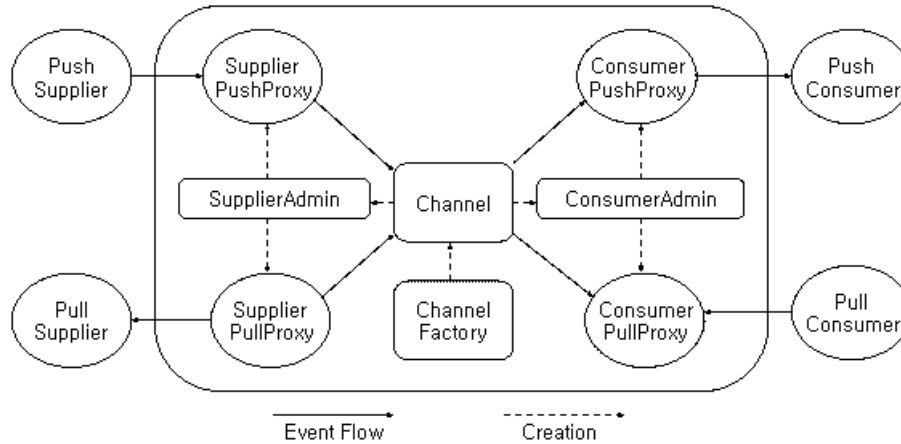 Push
Supplier
Supplier
PushProxy
Consumer
PushProxy
Push
Consumer
SupplierAdmin
Channel
ConsumerAdmin
Pull
Supplier
Supplier
PullProxy
Channel
Factory
Consumer
PullProxy
Pull
Consumer
Event Flow
Creation